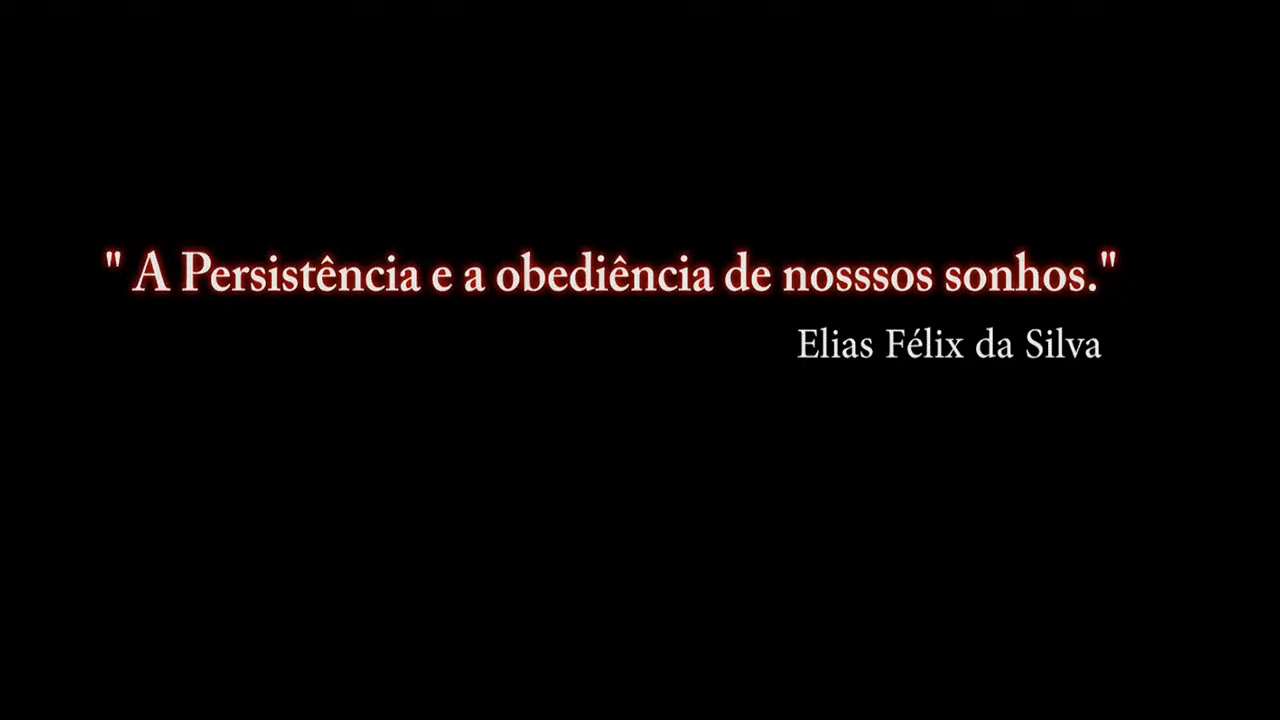 " A Persistência e a obediência de nosssos sonhos."
Elias Félix da Silva